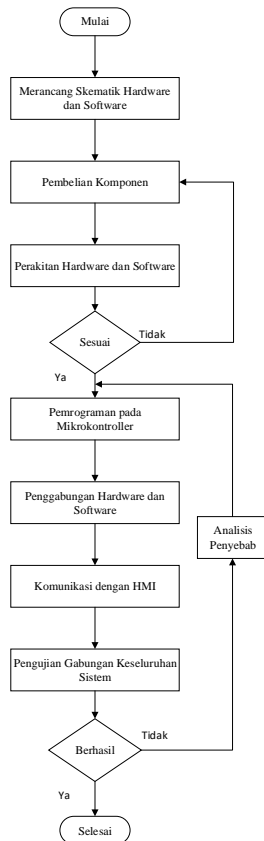 Mulai
Merancang Skematik Hardware
dan Software
Pembelian Komponen
Perakitan Hardware dan Software
Sesuai
Tidak
Ya
Pemrograman pada
Mikrokontroller
Penggabungan Hardware dan
Software
Analisis
Penyebab
Komunikasi dengan HMI
Pengujian Gabungan Keseluruhan
Sistem
Berhasil
Tidak
Ya
Selesai